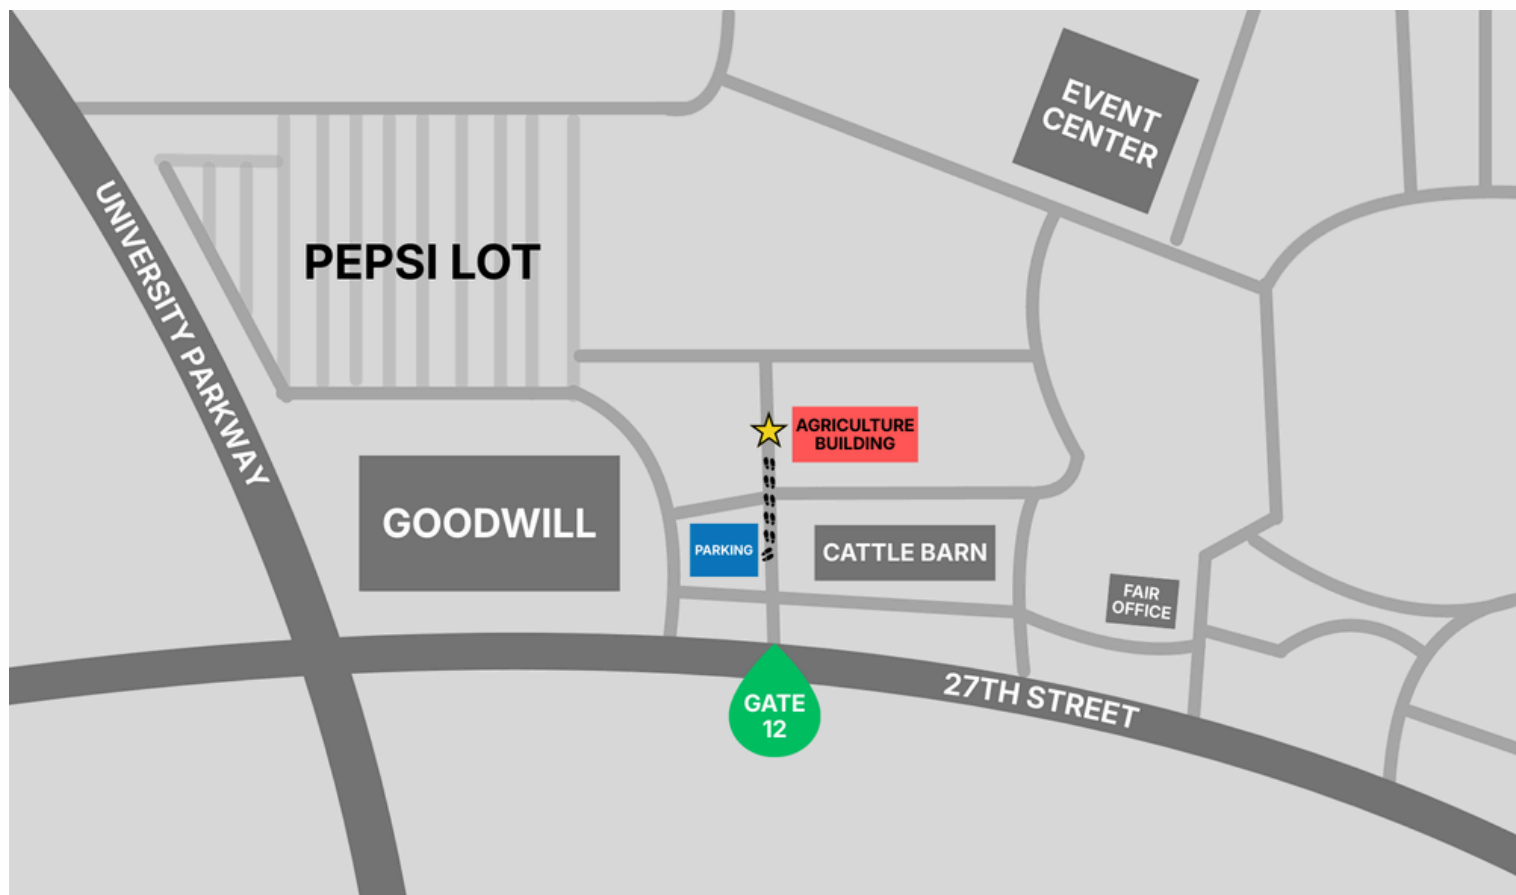 EVENT
CENTER
UNIVERSITY PARKWAY
PEPSI LOT
AGRICULTURE
BUILDING
GOODWILL
PARKING
CATTLE BARN
FAIR
OFFICE
27TH STREET
GATE
12